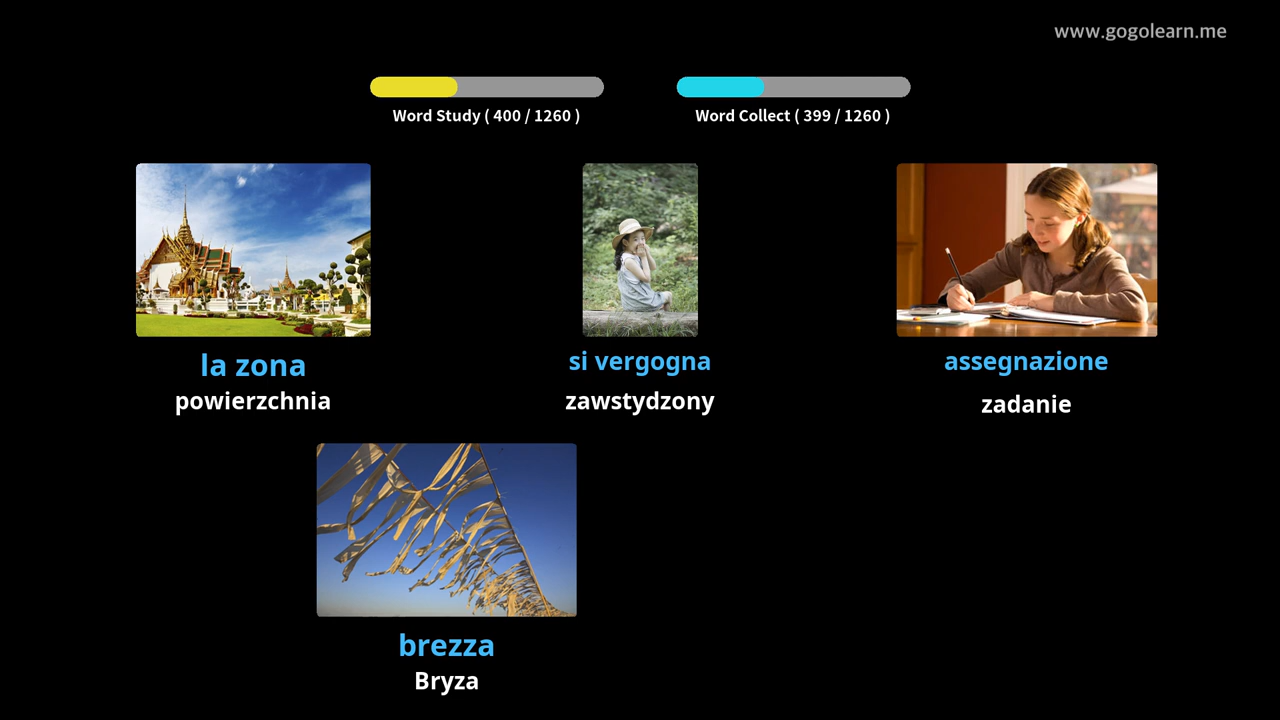 www.gogolearn.me
Word Study ( 400 / 1260 )
Word Collect ( 399 / 1260 )
la zona
powierzchnia
si vergogna
zawstydzony
assegnazione
zadanie
brezza
Bryza